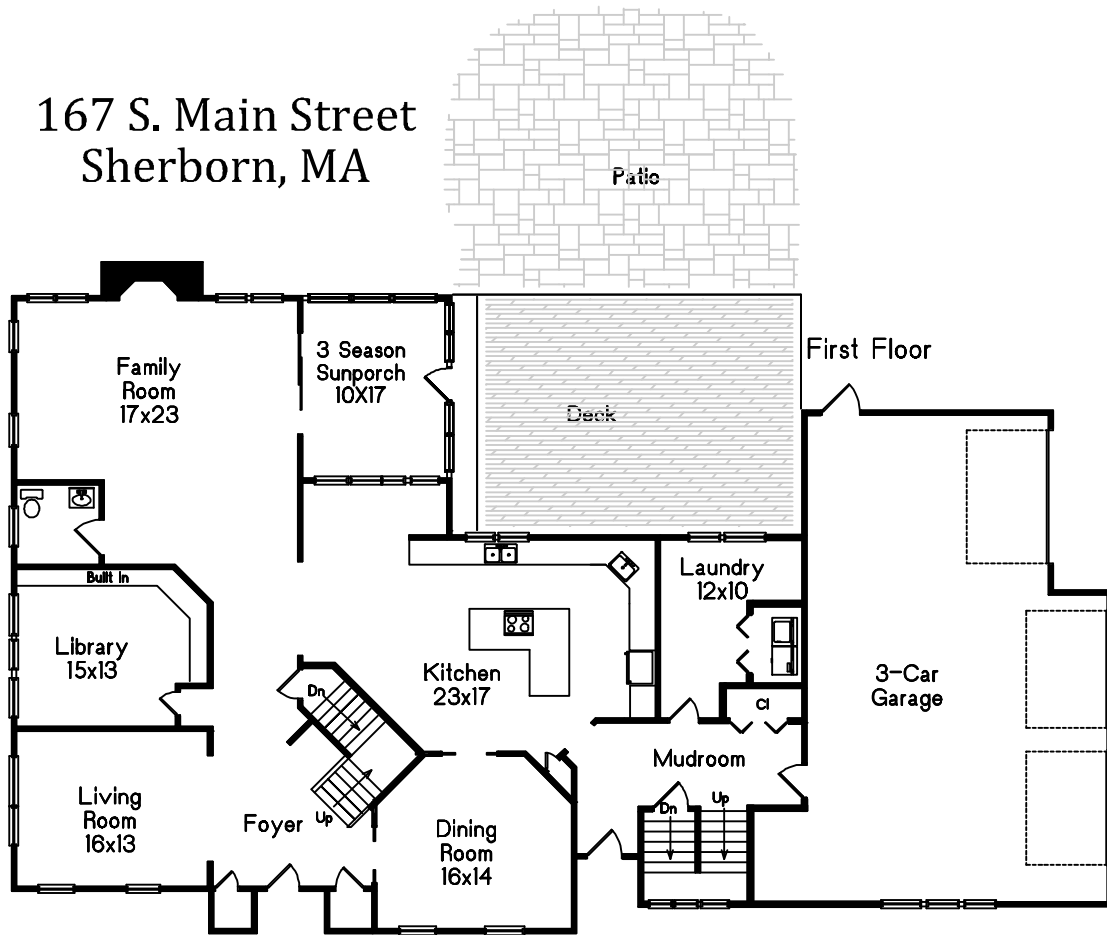 167 S. Main Street
Sherborn, MA
Patio
First Floor
Family
Room
17x23
3 Season
Sunporch
10X17
Deck
Built In
Library
15x13
Laundry
12x10
Kitchen
23x17
Dn
Cl
3-Car
Garage
Mudroom
Living
Room
16x13
Foyer
Up
Dining
Room
16x14
Dn
Up